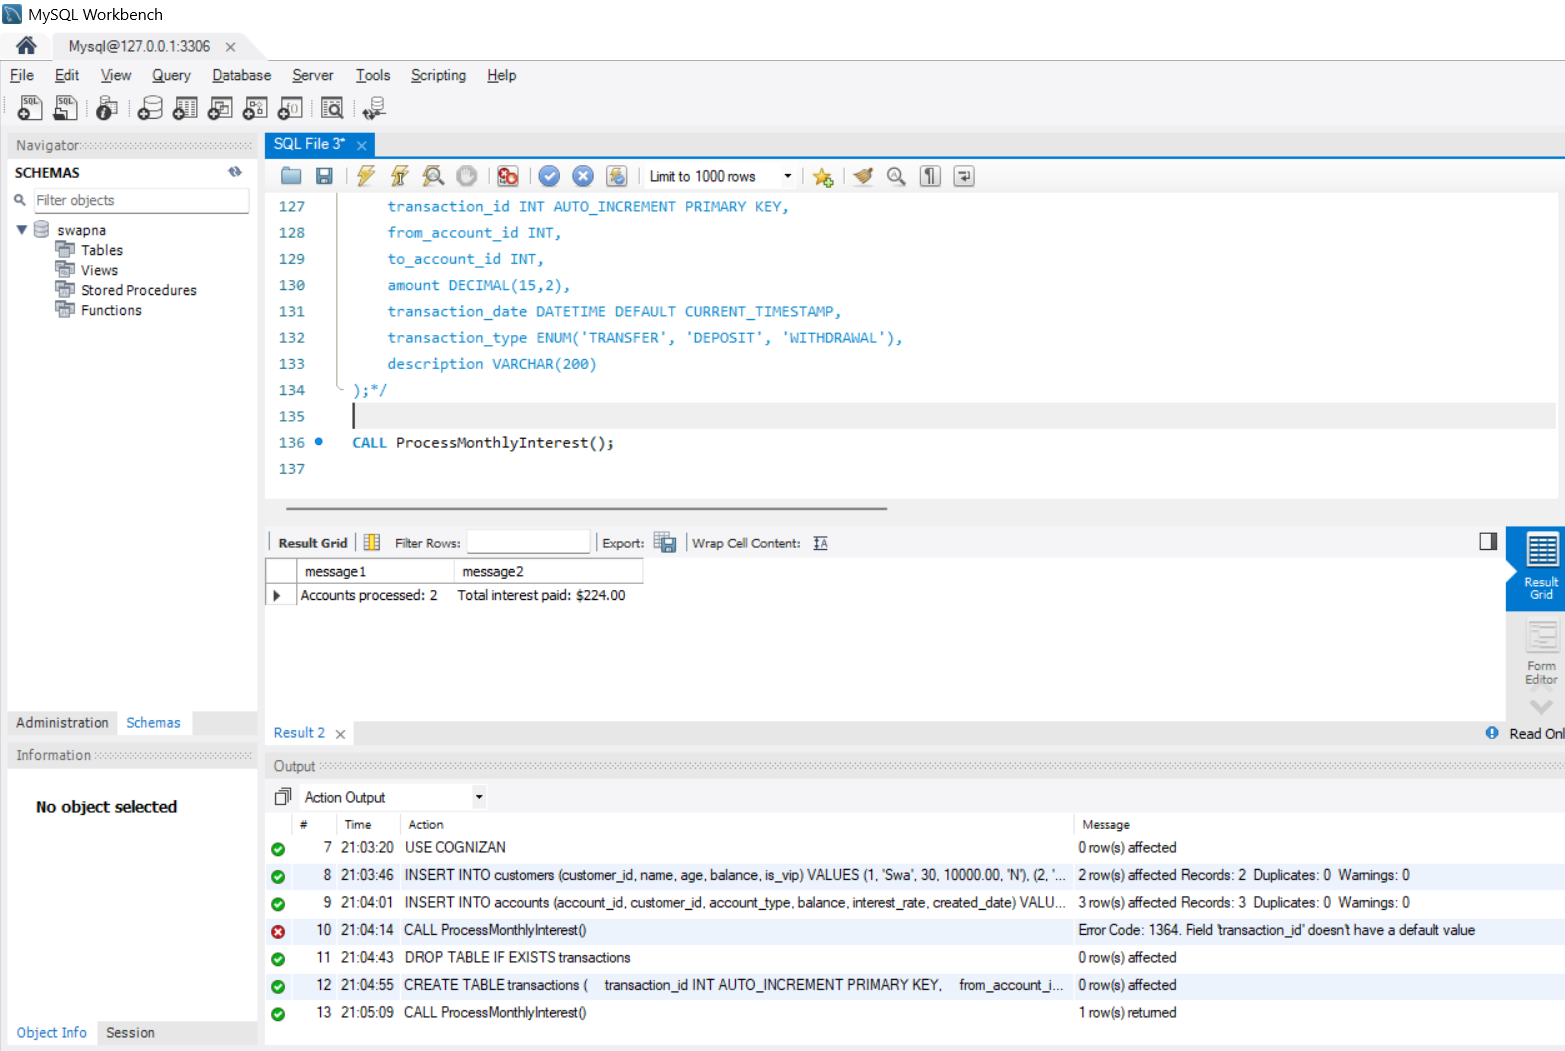 MySQL Workbench
Mysql@127.0.0.1:3306
File Edit View Query Database Server Tools Scripting Help
Navigator
SCHEMAS
Filter objects
swapna
Tables
Views
Stored Procedures
Functions
Administration Schemas
Information
No object selected
Object Info Session
SQL File 3*
Limit to 1000 rows
127 transaction_id INT AUTO_INCREMENT PRIMARY KEY,
128 from_account_id INT,
129 to_account_id INT,
130 amount DECIMAL(15,2),
131 transaction_date DATETIME DEFAULT CURRENT_TIMESTAMP,
132 transaction_type ENUM('TRANSFER', 'DEPOSIT', 'WITHDRAWAL'),
133 description VARCHAR(200)
134 );*/
135
136 CALL ProcessMonthlyInterest();
137
Result Grid Filter Rows: Export: Wrap Cell Content:
message1 message2
Accounts processed: 2 Total interest paid: $224.00
Result
Grid
Form
Editor
Result 2
Read Onl
Output
Action Output
# Time Action Message
7 21:03:20 USE COGNIZAN 0 row(s) affected
8 21:03:46 INSERT INTO customers (customer_id, name, age, balance, is_vip) VALUES (1, 'Swa', 30, 10000.00, 'N'), (2, '... 2 row(s) affected Records: 2 Duplicates: 0 Warnings: 0
9 21:04:01 INSERT INTO accounts (account_id, customer_id, account_type, balance, interest_rate, created_date) VALU... 3 row(s) affected Records: 3 Duplicates: 0 Warnings: 0
10 21:04:14 CALL ProcessMonthlyInterest() Error Code: 1364. Field 'transaction_id' doesn't have a default value
11 21:04:43 DROP TABLE IF EXISTS transactions 0 row(s) affected
12 21:04:55 CREATE TABLE transactions ( transaction_id INT AUTO_INCREMENT PRIMARY KEY, from_account_i... 0 row(s) affected
13 21:05:09 CALL ProcessMonthlyInterest() 1 row(s) returned